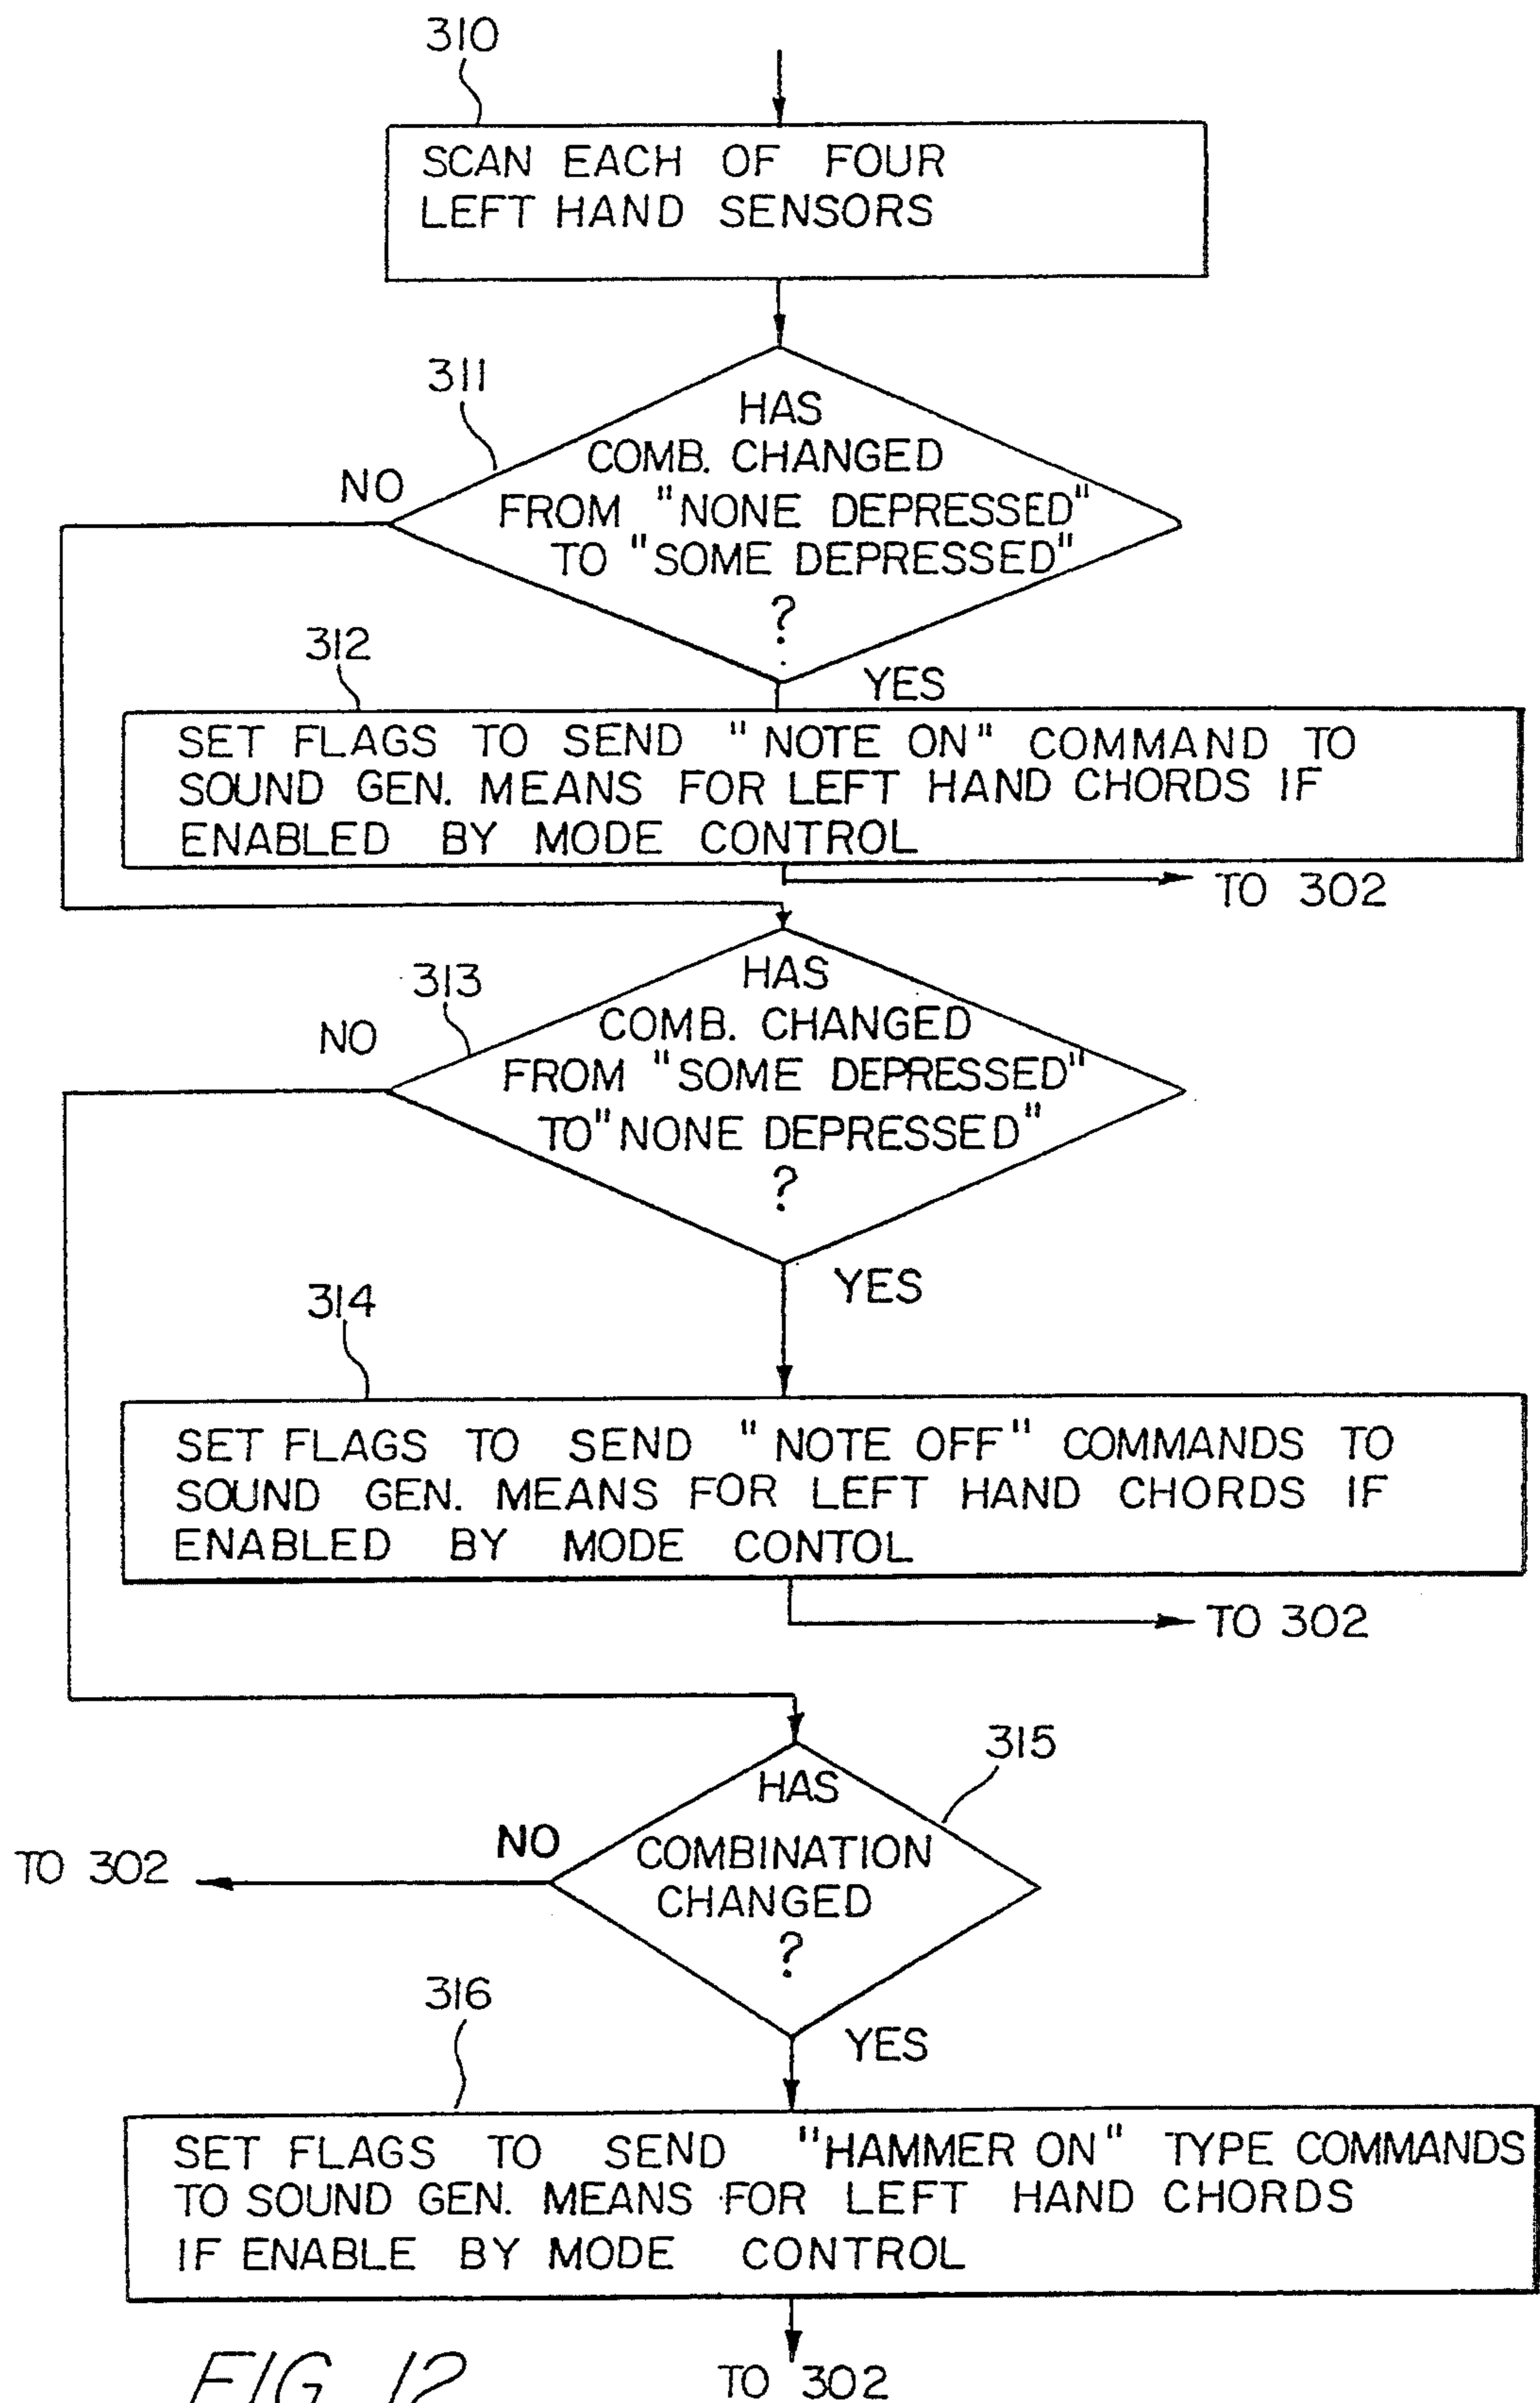 310
SCAN EACH OF FOUR
LEFT HAND SENSORS
311
HAS
COMB. CHANGED
FROM "NONE DEPRESSED"
TO "SOME DEPRESSED"
?
NO
YES
312
SET FLAGS TO SEND "NOTE ON" COMMAND TO
SOUND GEN. MEANS FOR LEFT HAND CHORDS IF
ENABLED BY MODE CONTROL
TO 302
313
HAS
COMB. CHANGED
FROM "SOME DEPRESSED"
TO "NONE DEPRESSED"
?
NO
YES
314
SET FLAGS TO SEND "NOTE OFF" COMMANDS TO
SOUND GEN. MEANS FOR LEFT HAND CHORDS IF
ENABLED BY MODE CONTOL
TO 302
315
HAS
COMBINATION
CHANGED
?
NO
TO 302
YES
316
SET FLAGS TO SEND "HAMMER ON" TYPE COMMANDS
TO SOUND GEN. MEANS FOR LEFT HAND CHORDS
IF ENABLE BY MODE CONTROL
TO 302
FIG. 12